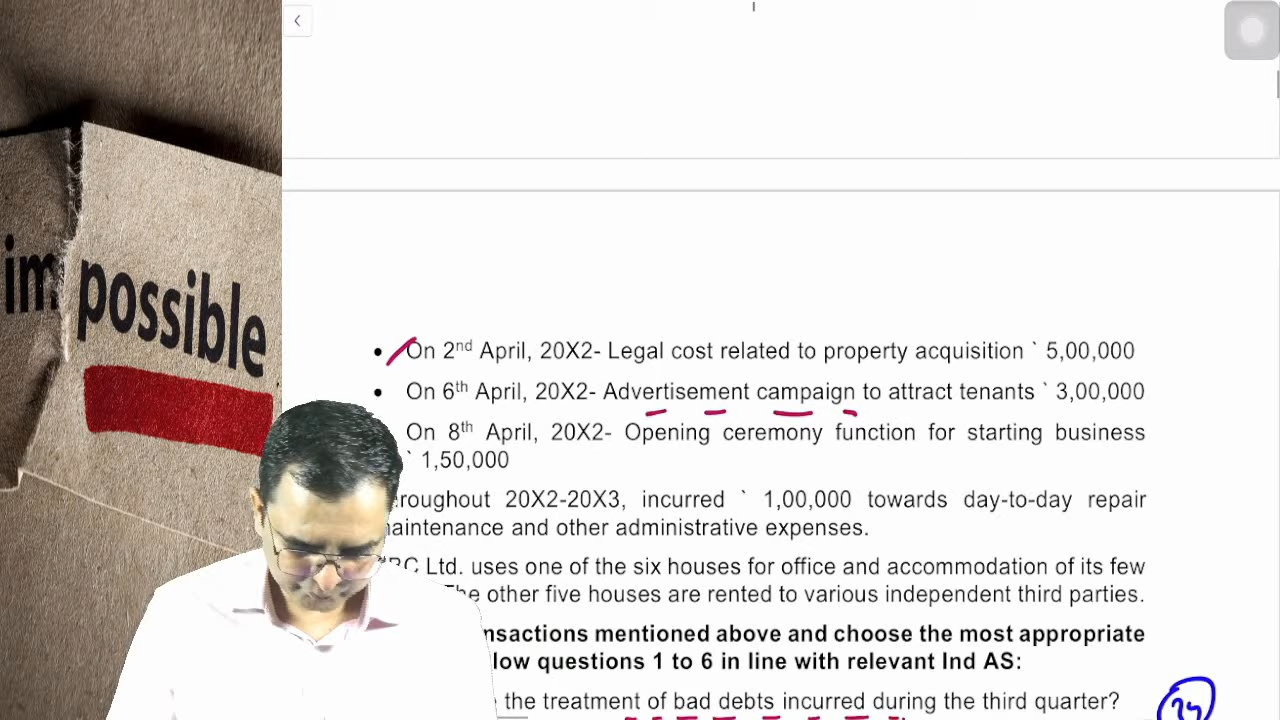 im
possible
On 2nd April, 20X2- Legal cost related to property acquisition ` 5,00,000
On 6th April, 20X2- Advertisement campaign to attract tenants ` 3,00,000
On 8th April, 20X2- Opening ceremony function for starting business
` 1,50,000
roughout 20X2-20X3, incurred ` 1,00,000 towards day-to-day repair
aintenance and other administrative expenses.
BC Ltd. uses one of the six houses for office and accommodation of its few
he other five houses are rented to various independent third parties.
nsactions mentioned above and choose the most appropriate
low questions 1 to 6 in line with relevant Ind AS:
the treatment of bad debts incurred during the third quarter?